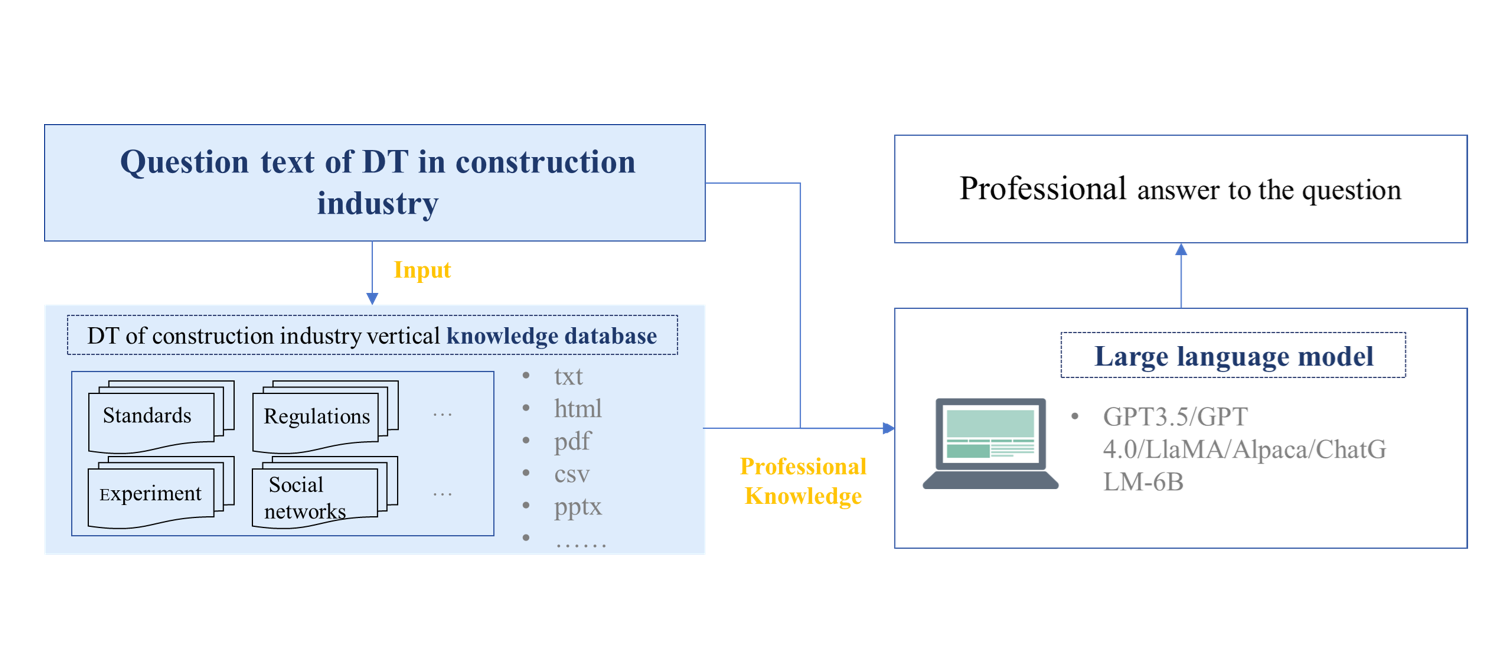 Question text of DT in construction
industry
Input
DT of construction industry vertical knowledge database
Standards
Regulations
...
Experiment
Social
networks
...
• txt
• html
• pdf
• csv
• pptx
• ……
Professional
Knowledge
Professional answer to the question
Large language model
• GPT3.5/GPT
4.0/LlaMA/Alpaca/ChatG
LM-6B